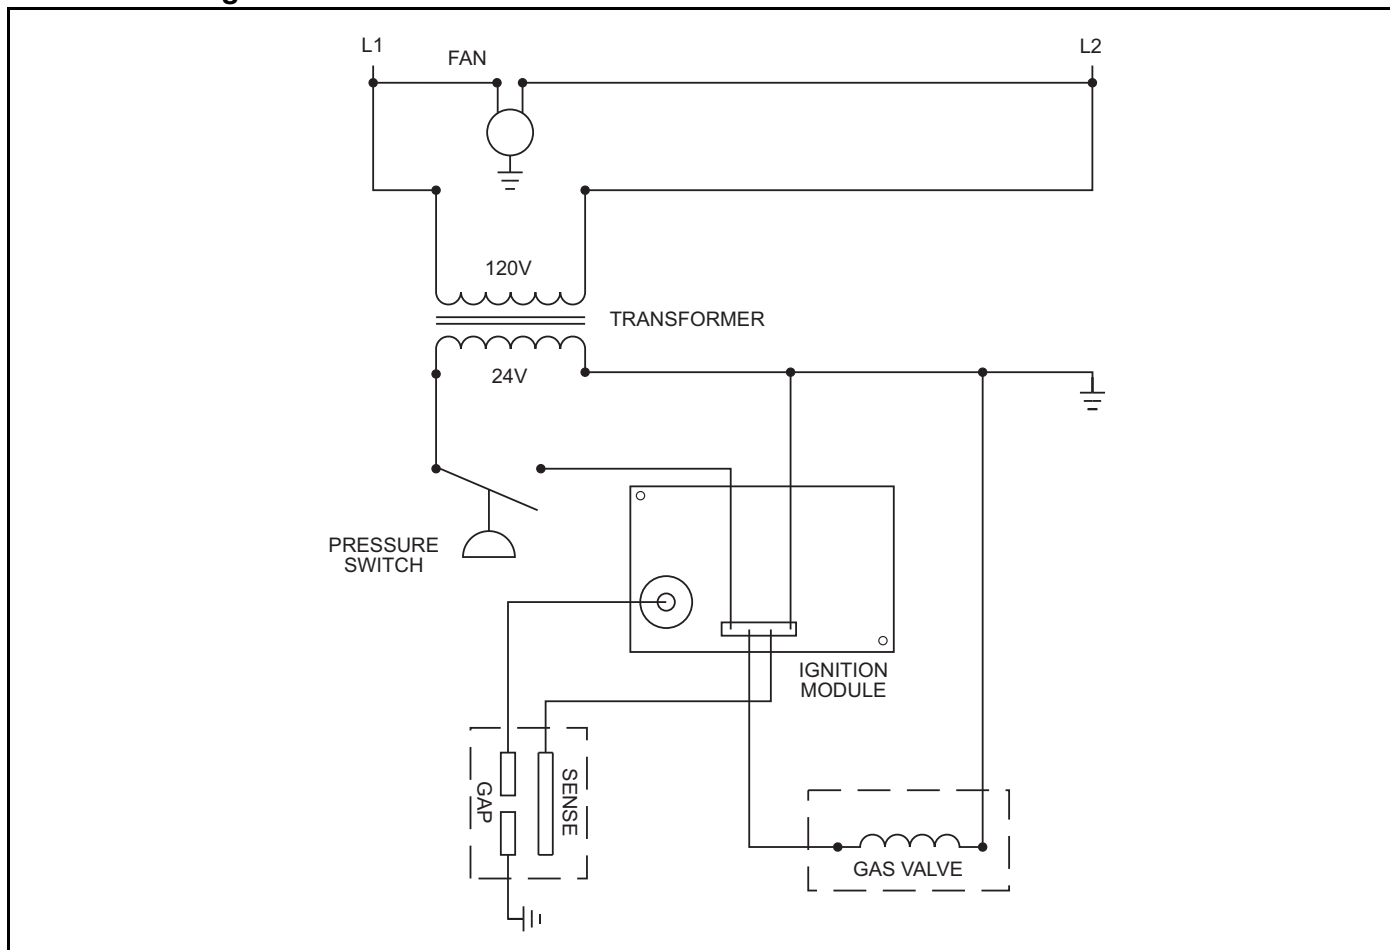 L1
FAN
L2
120V
TRANSFORMER
24V
PRESSURE
SWITCH
IGNITION
MODULE
GAP
SENSE
GAS VALVE